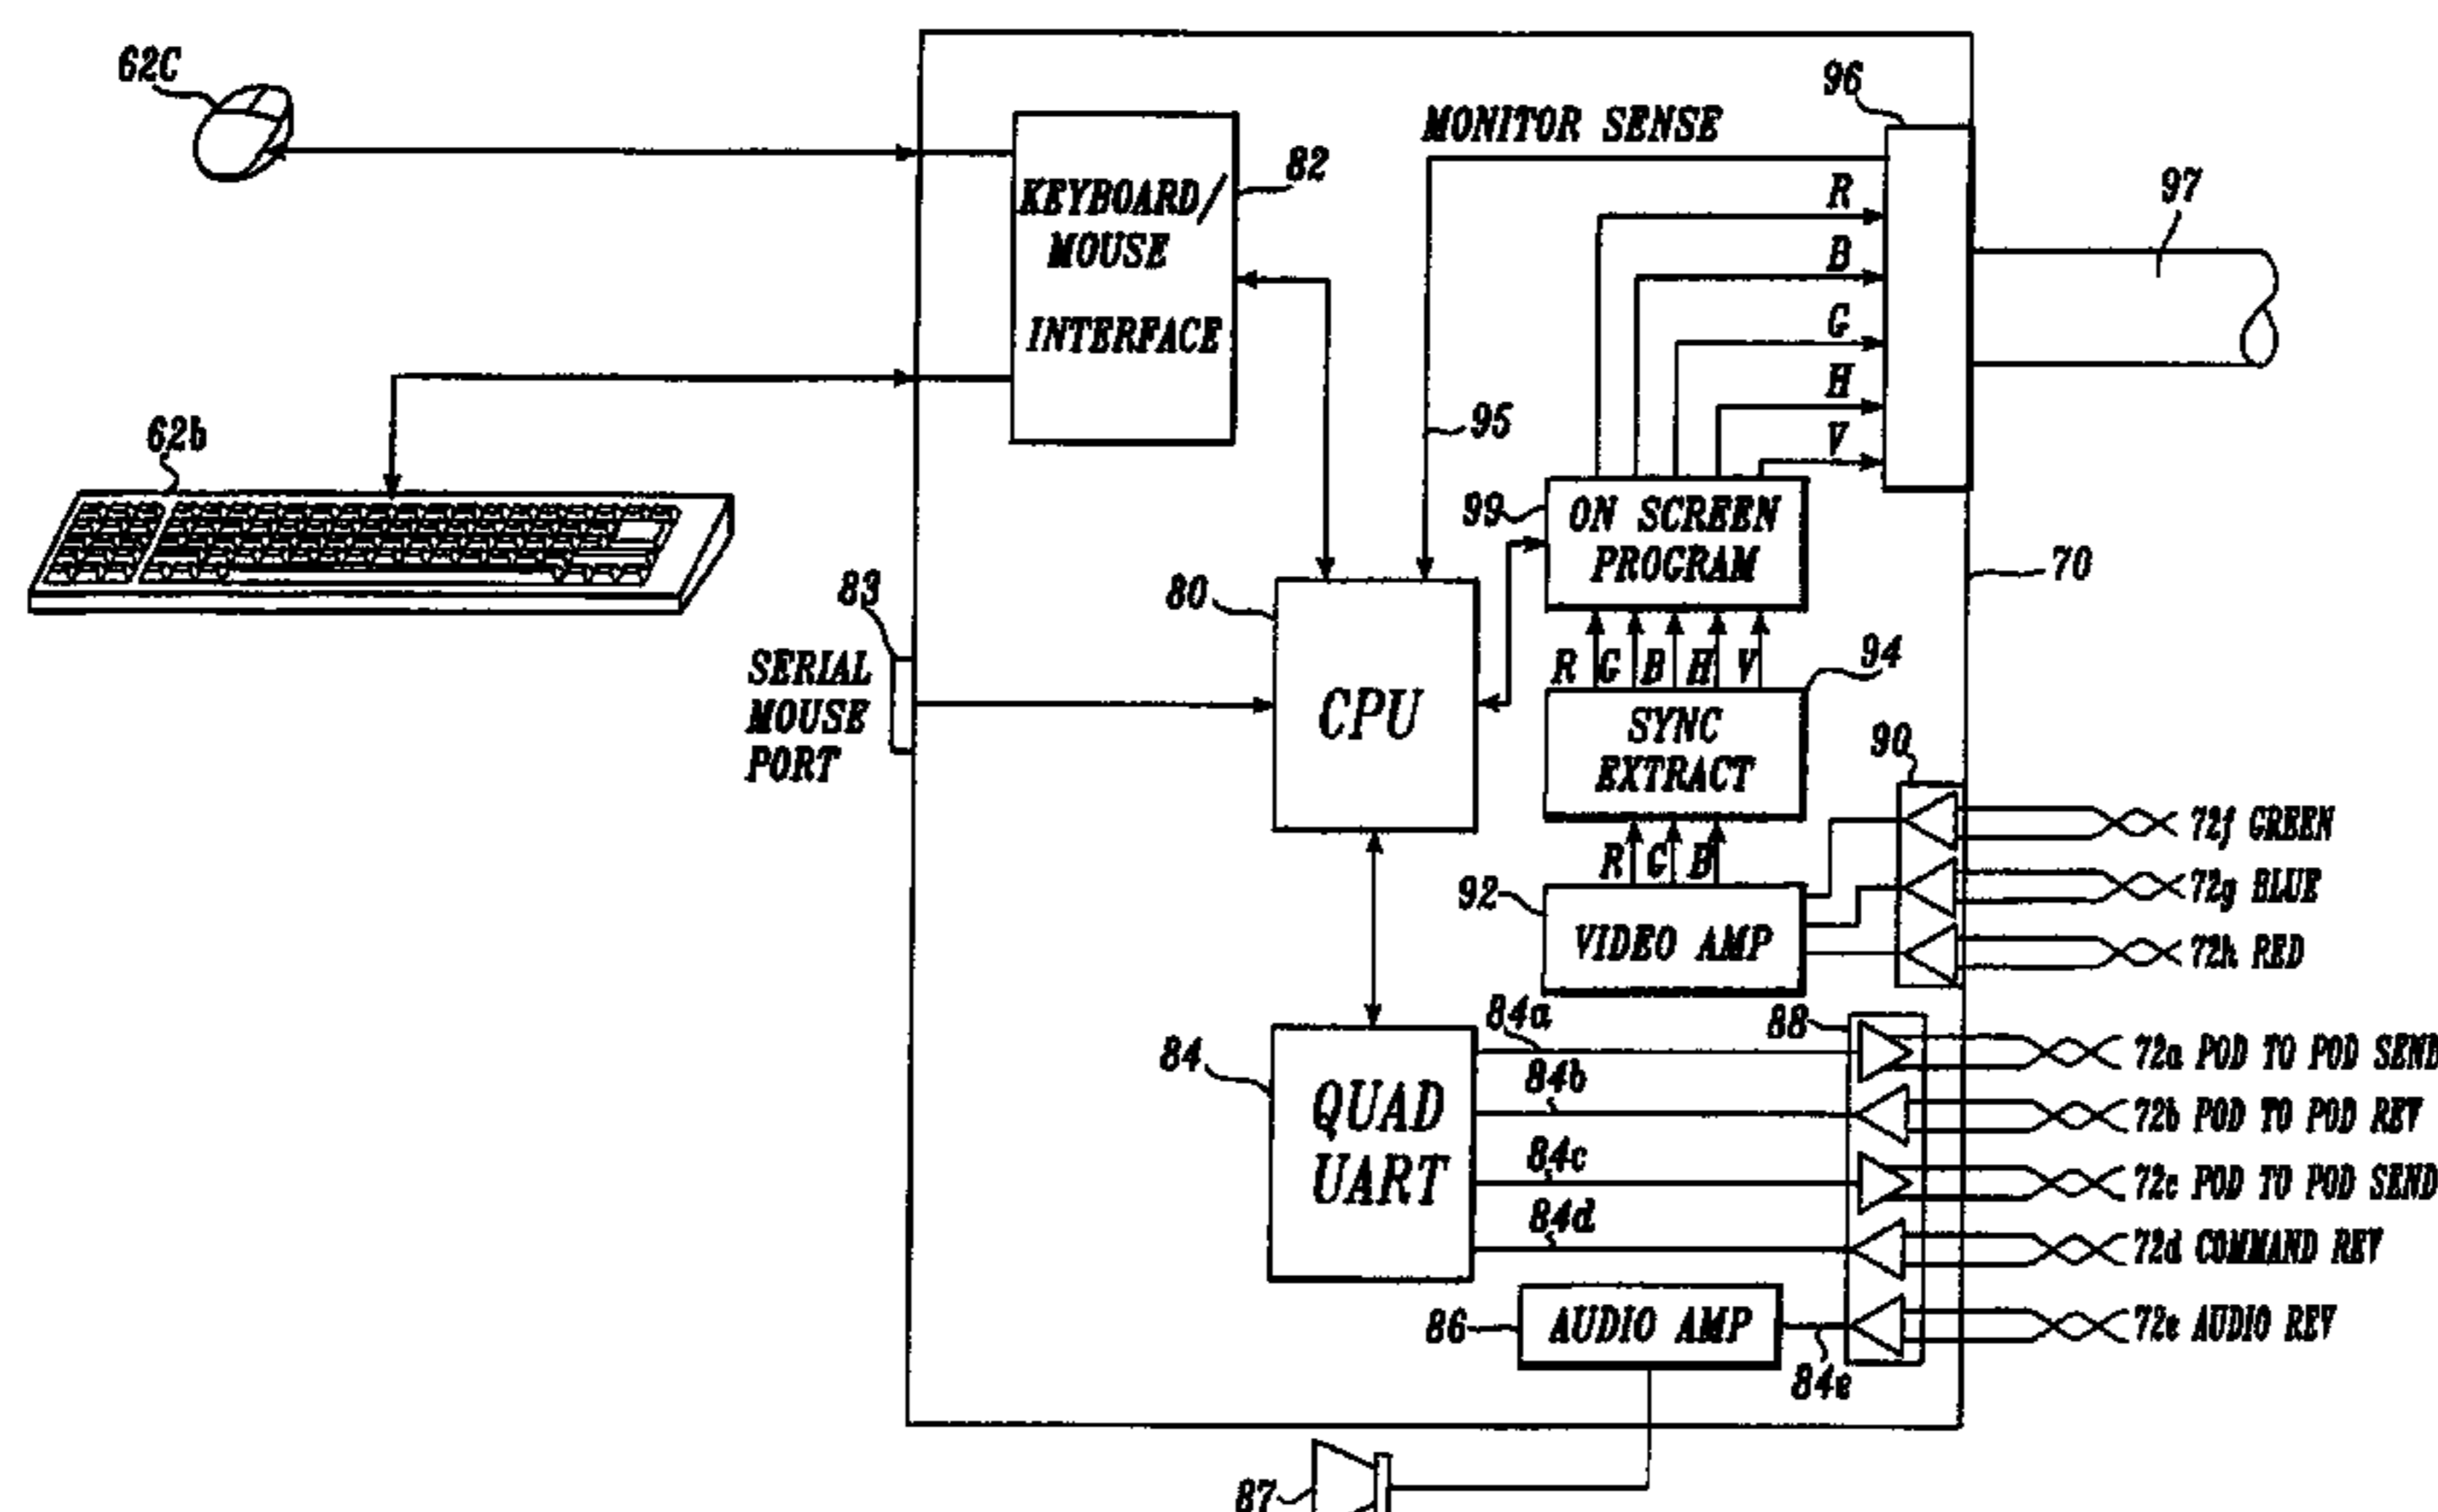 62C
96
MONITOR SENSE
82
R
97
KEYBOARD/
MOUSE
INTERFACE
B
G
H
95
V
62b
99
ON SCREEN
PROGRAM
70
83
80
SERIAL
MOUSE
PORT
R G B H V
94
CPU
SYNC
EXTRACT
90
72f GREEN
R G B
72g BLUE
92
VIDEO AMP
72h RED
84a
88
84
72a POD TO POD SEND
84b
QUAD
UART
72b POD TO POD REV
84c
72c POD TO POD SEND
84d
72d COMMAND REV
86
AUDIO AMP
72e AUDIO REV
84e
87